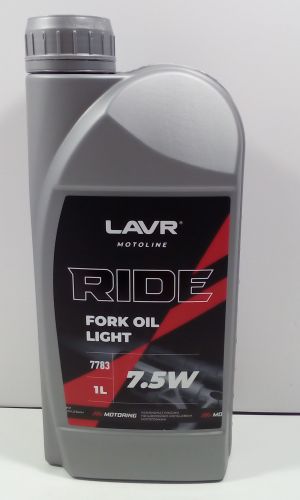 LAVR®
MOTOLINE
RIDE
FORK OIL
LIGHT
7783
1L
7.5W
MOTORING